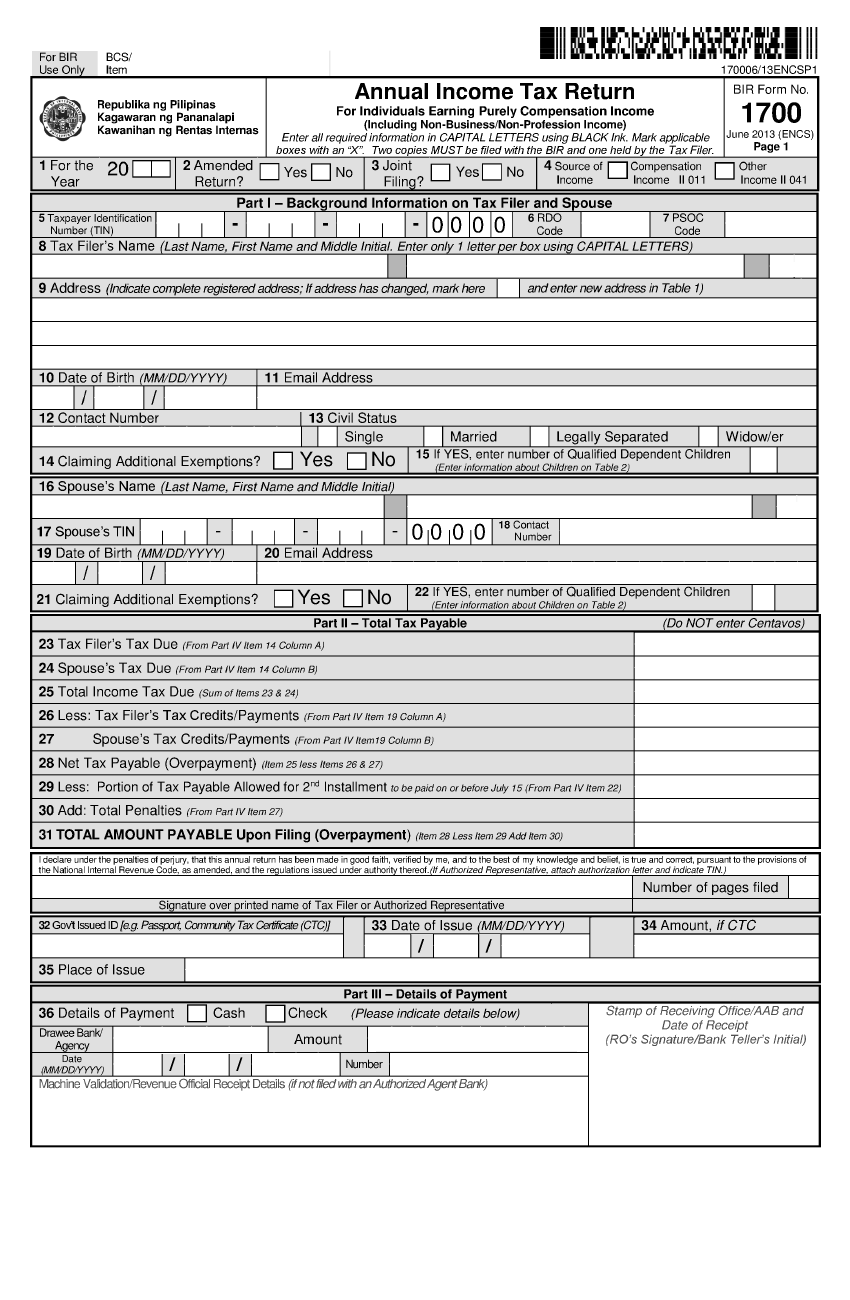 For BIR BCS/
Use Only Item
170006/13ENCSP1
Republika ng Pilipinas
Kagawaran ng Pananalapi
Kawanihan ng Rentas Internas
Annual Income Tax Return
For Individuals Earning Purely Compensation Income
(Including Non-Business/Non-Profession Income)
Enter all required information in CAPITAL LETTERS using BLACK Ink. Mark applicable
boxes with an “X”. Two copies MUST be filed with the BIR and one held by the Tax Filer.
BIR Form No.
1700
June 2013 (ENCS)
Page 1
1 For the Year 20
2 Amended Return? Yes No
3 Joint Filing? Yes No
4 Source of Income Compensation Income II 011 Other Income II 041
Part I – Background Information on Tax Filer and Spouse
5 Taxpayer Identification Number (TIN) - - - 0 0 0 0 6 RDO Code 7 PSOC Code
8 Tax Filer’s Name (Last Name, First Name and Middle Initial. Enter only 1 letter per box using CAPITAL LETTERS)
9 Address (Indicate complete registered address; If address has changed, mark here and enter new address in Table 1)
10 Date of Birth (MM/DD/YYYY) 11 Email Address
/ /
12 Contact Number 13 Civil Status
Single Married Legally Separated Widow/er
14 Claiming Additional Exemptions? Yes No 15 If YES, enter number of Qualified Dependent Children
(Enter information about Children on Table 2)
16 Spouse’s Name (Last Name, First Name and Middle Initial)
17 Spouse’s TIN - - - 0 0 0 0 18 Contact Number
19 Date of Birth (MM/DD/YYYY) 20 Email Address
/ /
21 Claiming Additional Exemptions? Yes No 22 If YES, enter number of Qualified Dependent Children
(Enter information about Children on Table 2)
Part II – Total Tax Payable (Do NOT enter Centavos)
23 Tax Filer’s Tax Due (From Part IV Item 14 Column A)
24 Spouse’s Tax Due (From Part IV Item 14 Column B)
25 Total Income Tax Due (Sum of Items 23 & 24)
26 Less: Tax Filer’s Tax Credits/Payments (From Part IV Item 19 Column A)
27 Spouse’s Tax Credits/Payments (From Part IV Item19 Column B)
28 Net Tax Payable (Overpayment) (Item 25 less Items 26 & 27)
29 Less: Portion of Tax Payable Allowed for 2nd Installment to be paid on or before July 15 (From Part IV Item 22)
30 Add: Total Penalties (From Part IV Item 27)
31 TOTAL AMOUNT PAYABLE Upon Filing (Overpayment) (Item 28 Less Item 29 Add Item 30)
I declare under the penalties of perjury, that this annual return has been made in good faith, verified by me, and to the best of my knowledge and belief, is true and correct, pursuant to the provisions of
the National Internal Revenue Code, as amended, and the regulations issued under authority thereof.(If Authorized Representative, attach authorization letter and indicate TIN.)
Number of pages filed
Signature over printed name of Tax Filer or Authorized Representative
32 Gov’t Issued ID [e.g. Passport, Community Tax Certificate (CTC)] 33 Date of Issue (MM/DD/YYYY) 34 Amount, if CTC
/ /
35 Place of Issue
Part III – Details of Payment
36 Details of Payment Cash Check (Please indicate details below)
Drawee Bank/
Agency Amount
Date
(MM/DD/YYYY) / / Number
Machine Validation/Revenue Official Receipt Details (if not filed with an Authorized Agent Bank)
Stamp of Receiving Office/AAB and
Date of Receipt
(RO’s Signature/Bank Teller’s Initial)